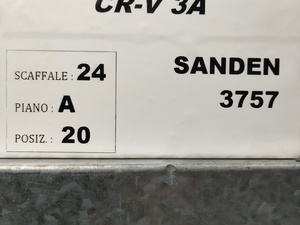 CR-V 3A
SCAFFALE : 24
PIANO : A
POSIZ. : 20
SANDEN
3757